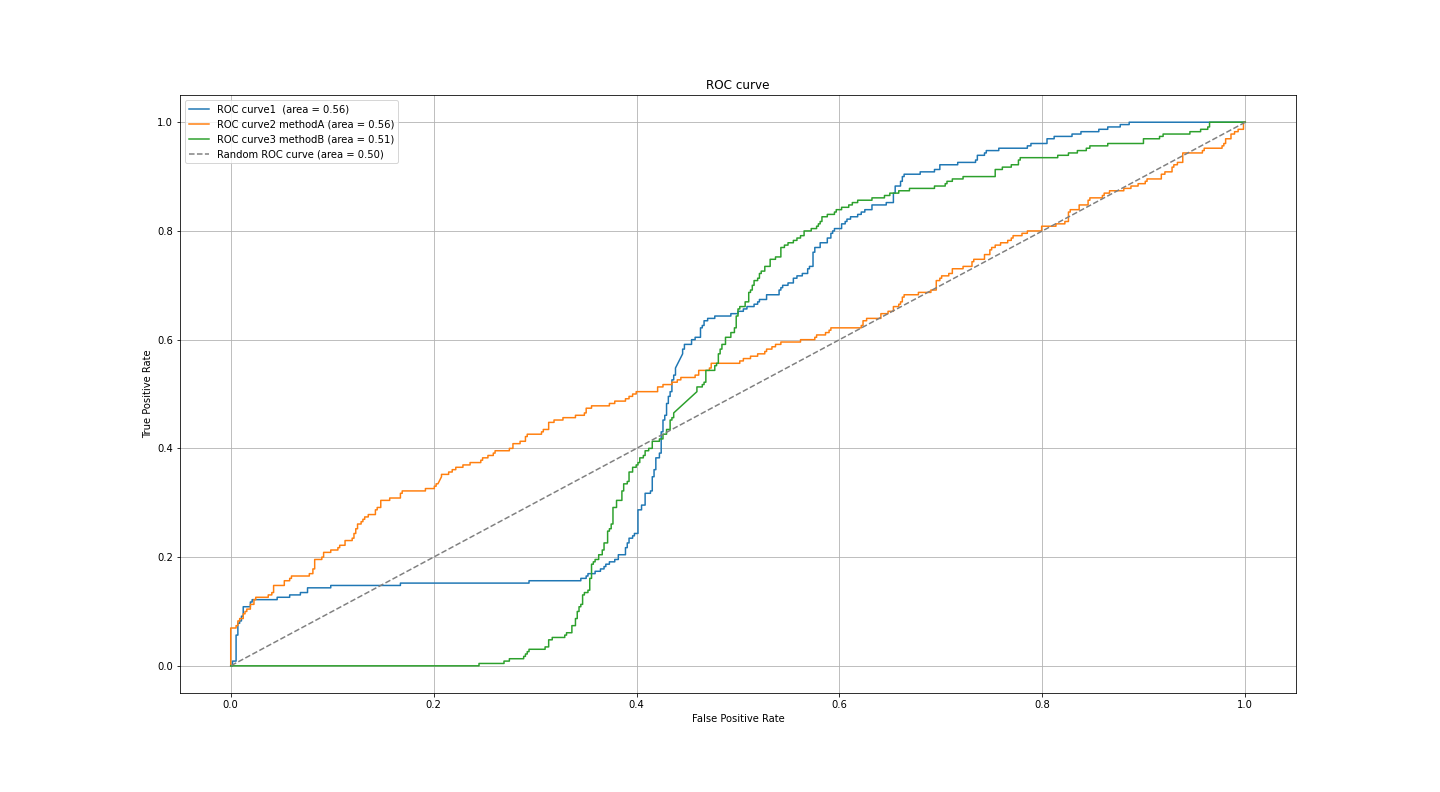 ROC curve
ROC curve1  (area = 0.56)
ROC curve2 methodA (area = 0.56)
ROC curve3 methodB (area = 0.51)
Random ROC curve (area = 0.50)
1.0
0.8
0.6
0.4
0.2
0.0
True Positive Rate
0.0 0.2 0.4 0.6 0.8 1.0
False Positive Rate